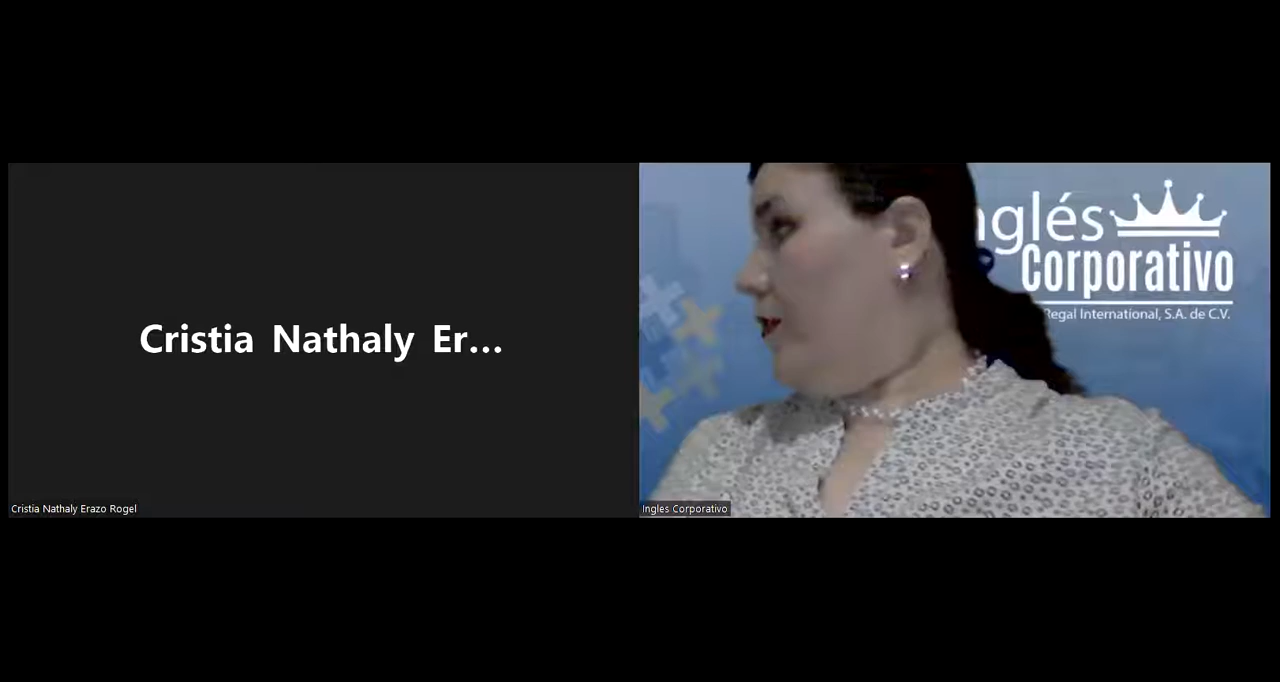 Cristia Nathaly Er...
Cristia Nathaly Erazo Rogel
nglés
Corporativo
Regal International, S.A. de C.V.
Ingles Corporativo